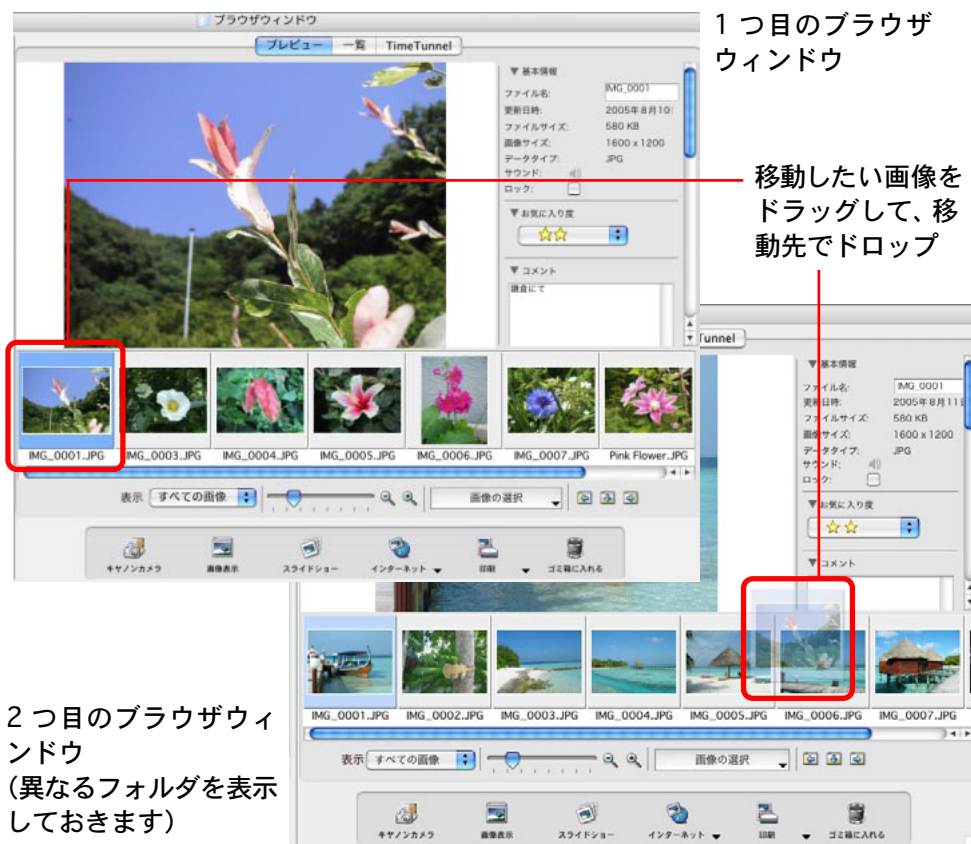 ブラウザウィンドウ
プレビュー 一覧 TimeTunnel
▼ 基本情報
ファイル名: IMG_0001
更新日時: 2005年8月10:
ファイルサイズ: 580 KB
画像サイズ: 1600 x 1200
データタイプ: JPG
サウンド:
ロック:
▼ お気に入り度
▼ コメント
鎌倉にて
IMG_0001.JPG IMG_0003.JPG IMG_0004.JPG IMG_0005.JPG IMG_0006.JPG IMG_0007.JPG Pink Flower.JPG
表示 すべての画像 画像の選択
キヤノンカメラ 画像表示 スライドショー インターネット 印刷 ゴミ箱に入れる
1 つ目のブラウザ
ウィンドウ
移動したい画像を
ドラッグして、移
動先でドロップ
Tunnel
▼ 基本情報
ファイル名: IMG_0001
更新日時: 2005年8月11
ファイルサイズ: 580 KB
画像サイズ: 1600 x 1200
データタイプ: JPG
サウンド:
ロック:
▼ お気に入り度
▼ コメント
IMG_0001.JPG IMG_0002.JPG IMG_0003.JPG IMG_0004.JPG IMG_0005.JPG IMG_0006.JPG IMG_0007.JPG
表示 すべての画像 画像の選択
キヤノンカメラ 画像表示 スライドショー インターネット 印刷 ゴミ箱に入れる
2 つ目のブラウザウィ
ンドウ
(異なるフォルダを表示
しておきます)